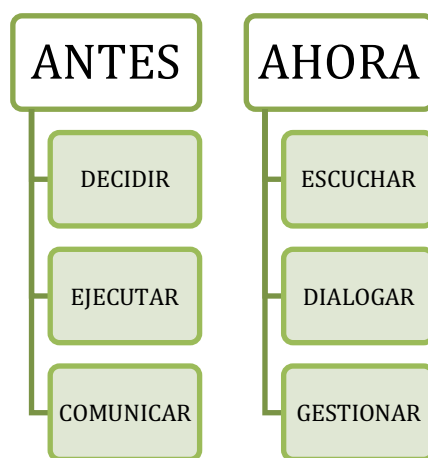 ANTES
DECIDIR
EJECUTAR
COMUNICAR
AHORA
ESCUCHAR
DIALOGAR
GESTIONAR